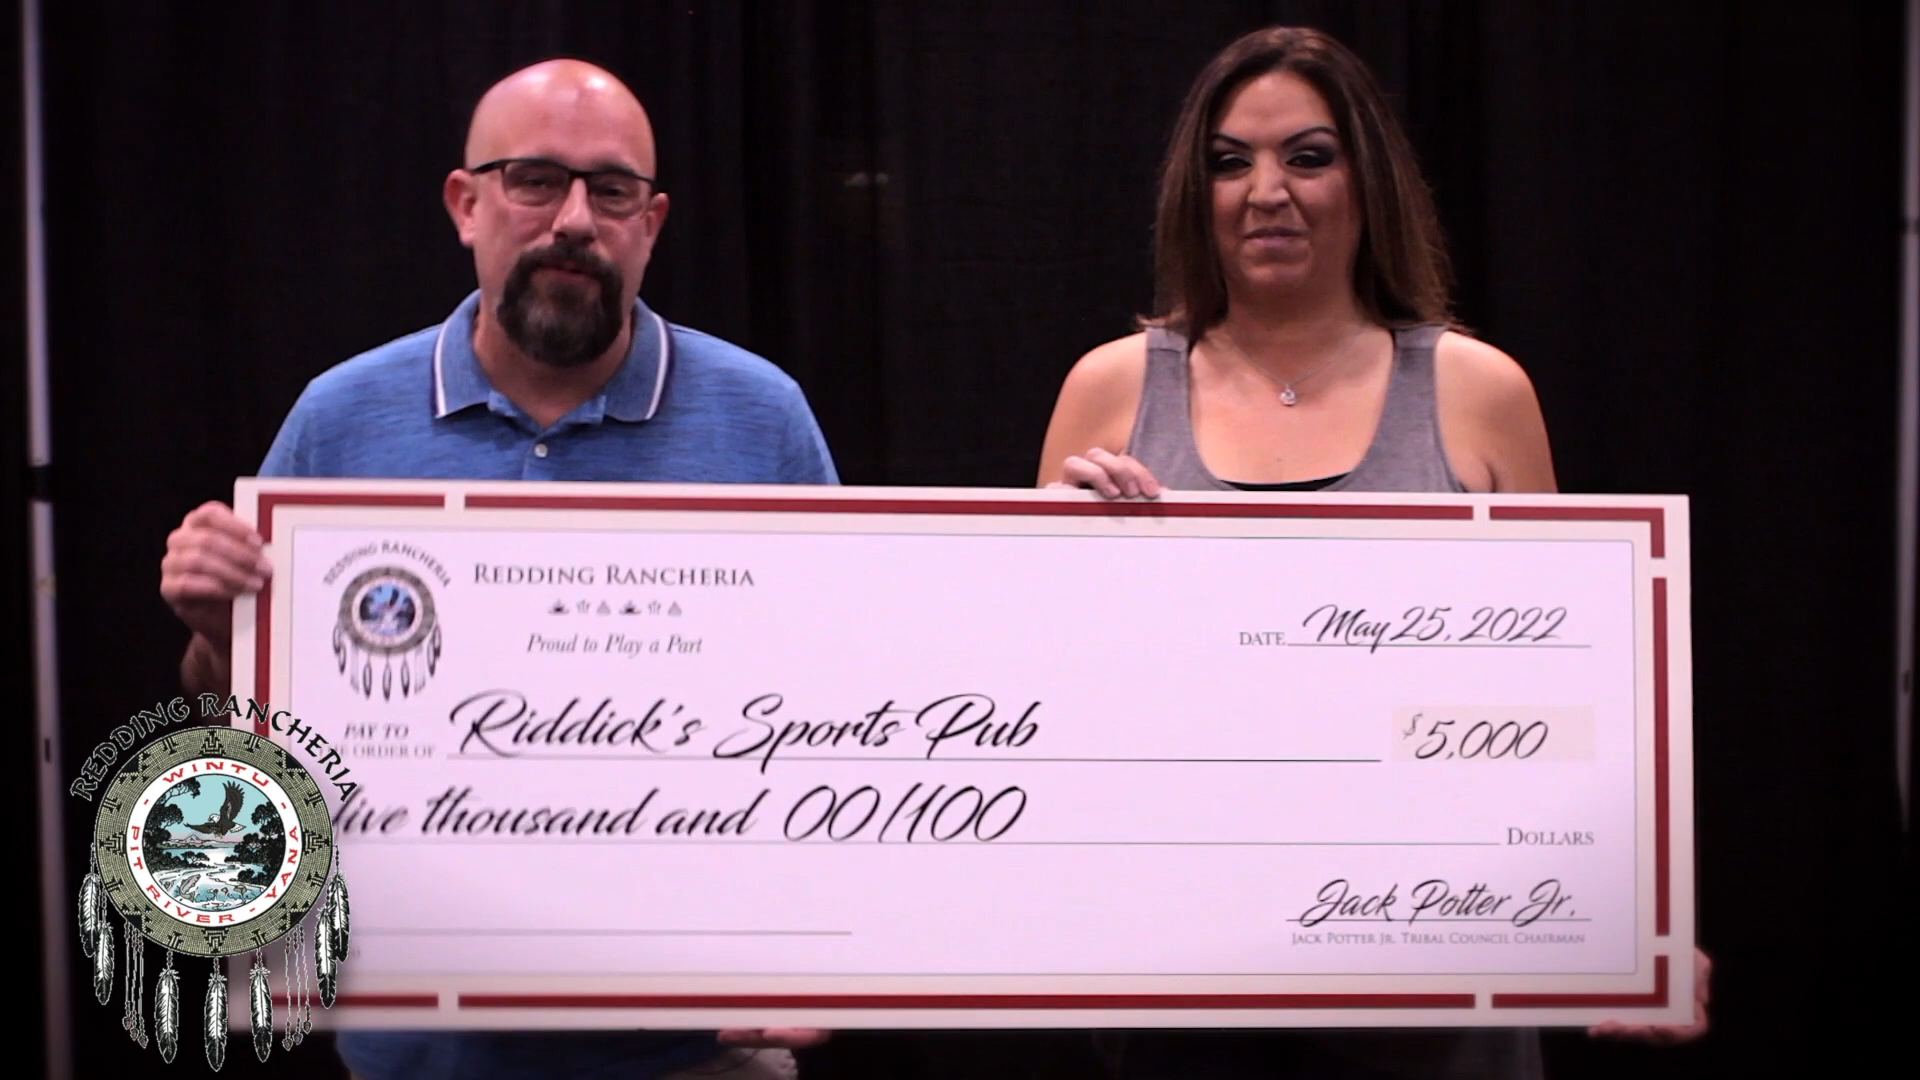 REDDING RANCHERIA
REDDING RANCHERIA
Proud to Play a Part
DATE May 25, 2022
PAY TO
ORDER OF Riddick's Sports Pub $5,000
five thousand and 00/100 DOLLARS
Jack Potter Jr.
JACK POTTER JR. TRIBAL COUNCIL CHAIRMAN
REDDING RANCHERIA
WINTU
PIT RIVER - YANA